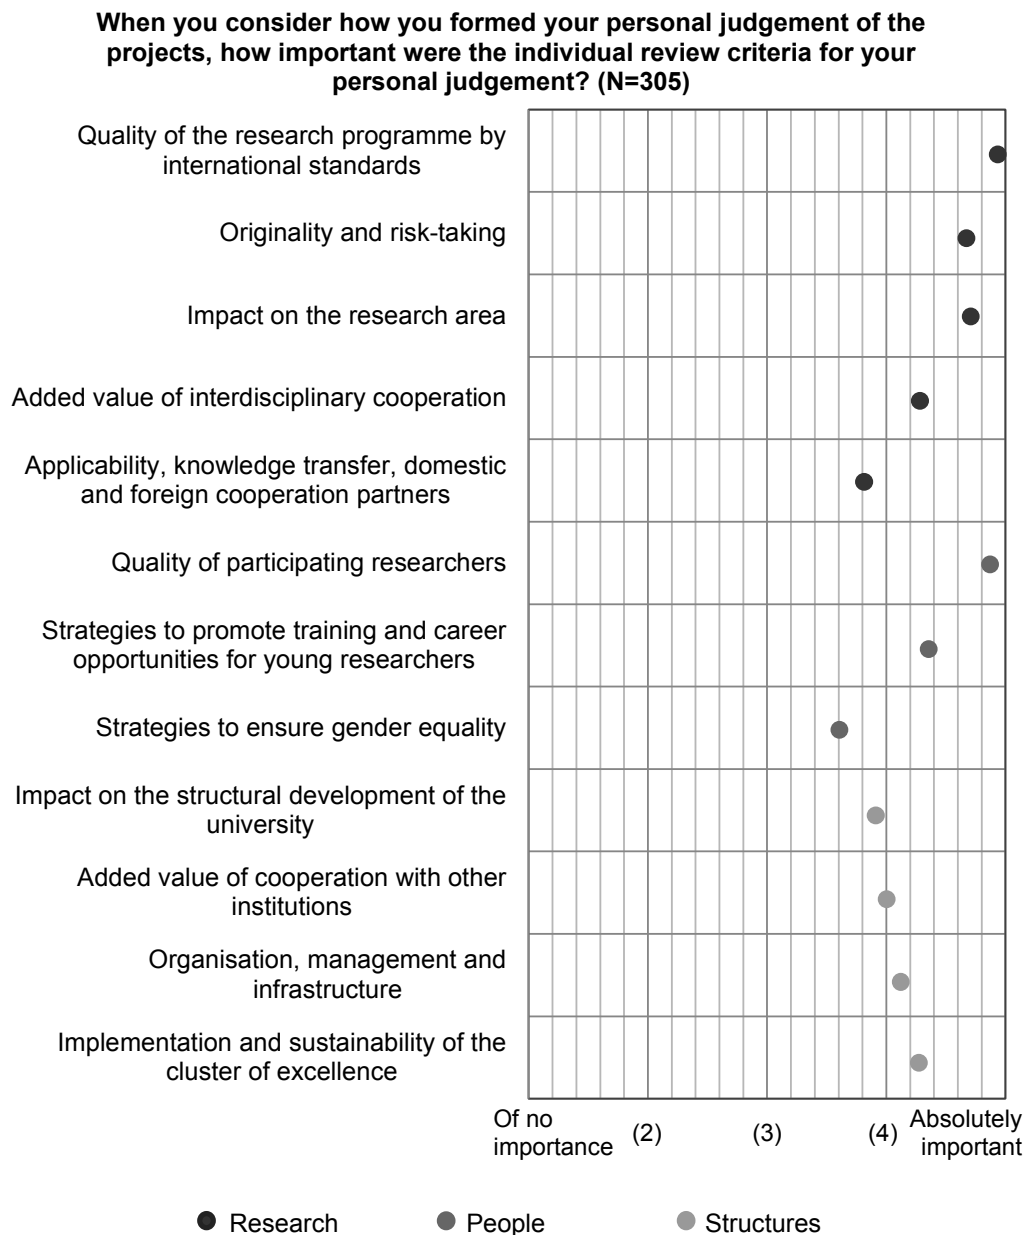 When you consider how you formed your personal judgement of the
projects, how important were the individual review criteria for your
personal judgement? (N=305)
Quality of the research programme by
international standards
Originality and risk-taking
Impact on the research area
Added value of interdisciplinary cooperation
Applicability, knowledge transfer, domestic
and foreign cooperation partners
Quality of participating researchers
Strategies to promote training and career
opportunities for young researchers
Strategies to ensure gender equality
Impact on the structural development of the
university
Added value of cooperation with other
institutions
Organisation, management and
infrastructure
Implementation and sustainability of the
cluster of excellence
Of no
importance
(2)
(3)
(4)
Absolutely
important
Research
People
Structures